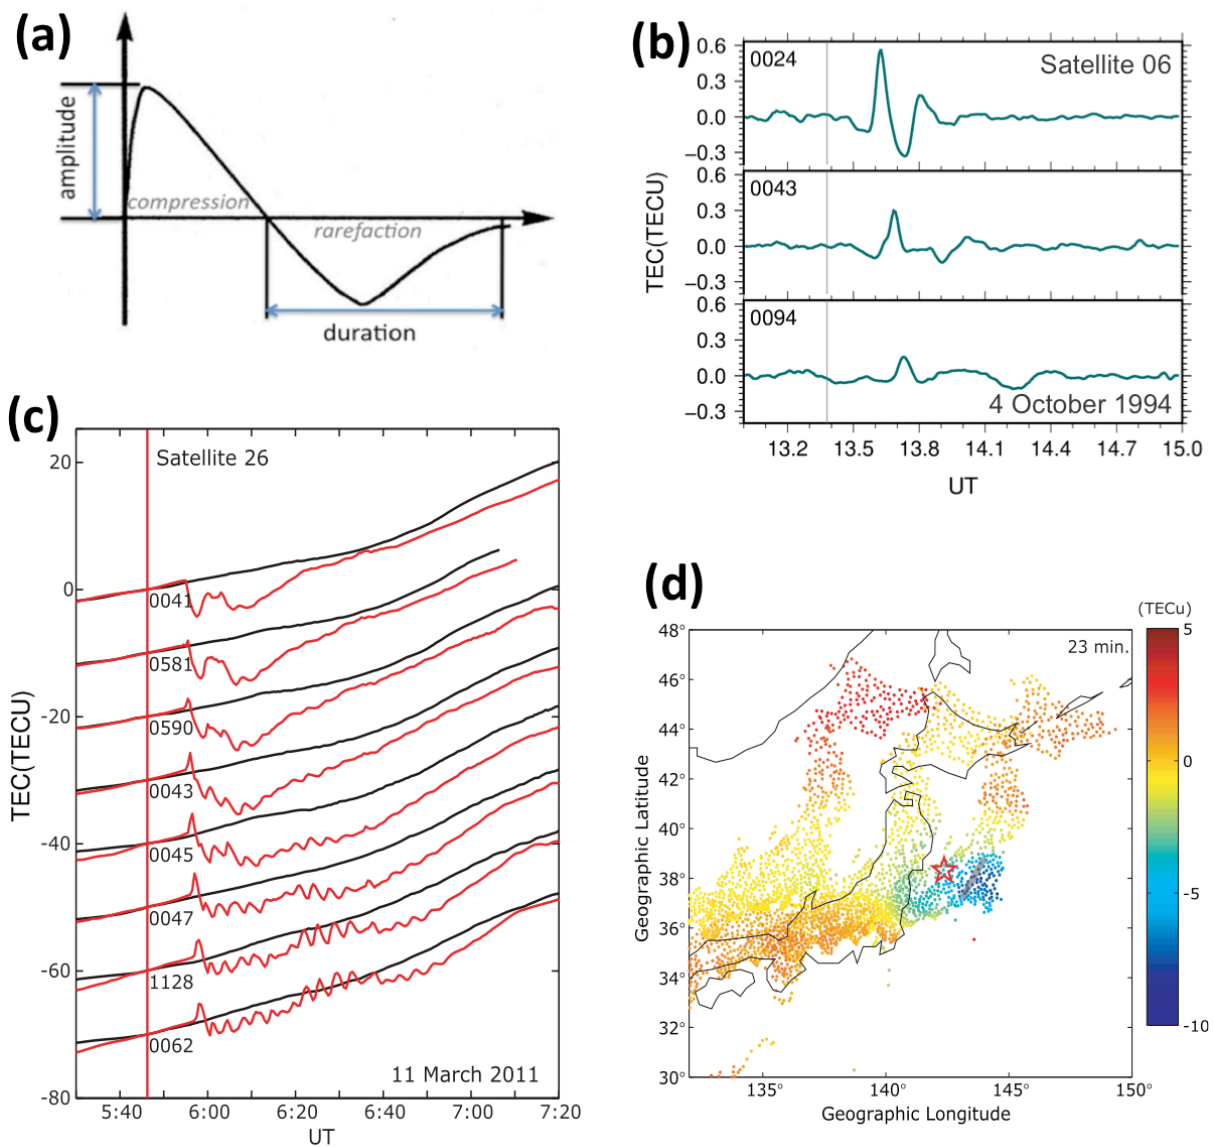 (a)
amplitude
compression
rarefaction
duration
(b)
0024
Satellite 06
0043
0094
4 October 1994
TEC(TECU)
0.6
0.3
0.0
−0.3
0.6
0.3
0.0
−0.3
0.6
0.3
0.0
−0.3
13.2 13.5 13.8 14.1 14.4 14.7 15.0
UT
(c)
Satellite 26
TEC(TECU)
20
0
-20
-40
-60
-80
0041
0581
0590
0043
0045
0047
1128
0062
11 March 2011
5:40 6:00 6:20 6:40 7:00 7:20
UT
(d)
(TECu)
23 min.
5
0
-5
-10
Geographic Latitude
48°
46°
44°
42°
40°
38°
36°
34°
32°
30°
135° 140° 145° 150°
Geographic Longitude